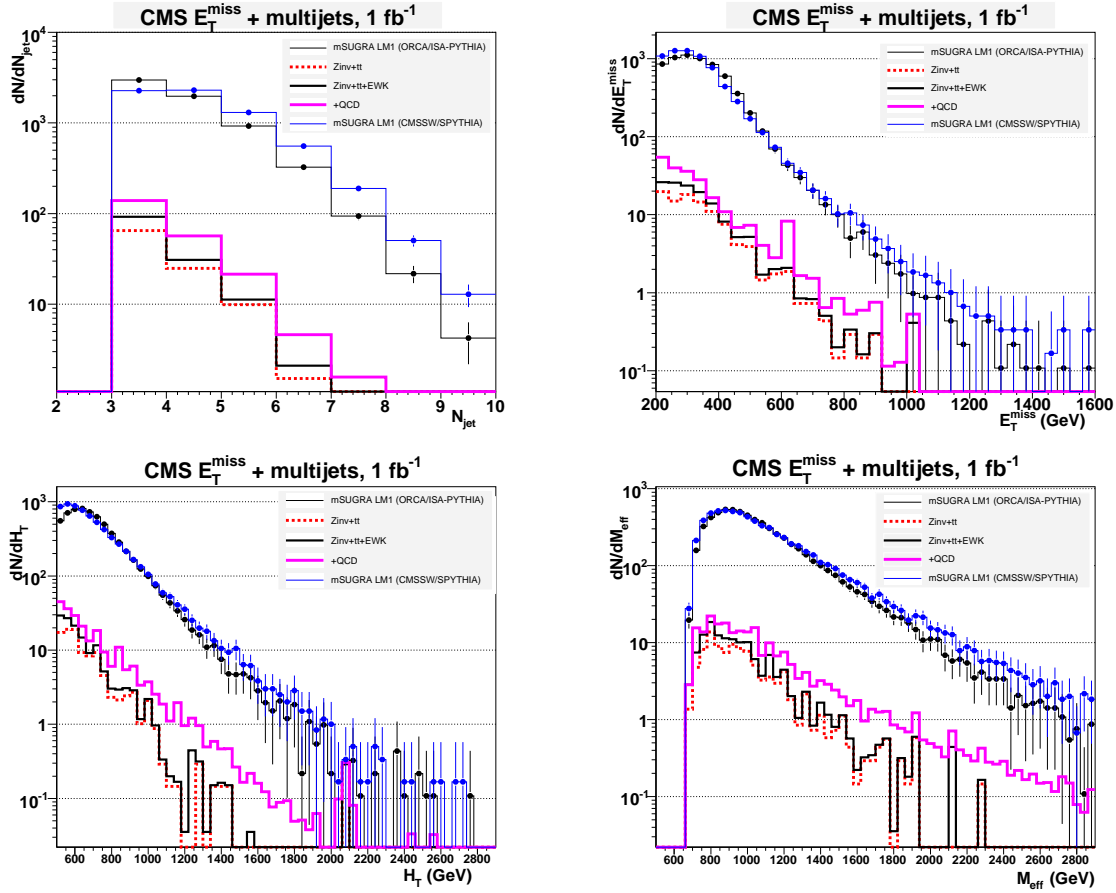 CMS E_T^miss + multijets, 1 fb^-1
dN/dN_jet
mSUGRA LM1 (ORCA/ISA-PYTHIA)
Zinv+tt
Zinv+tt+EWK
+QCD
mSUGRA LM1 (CMSSW/SPYTHIA)
10^4
10^3
10^2
10
2 3 4 5 6 7 8 9 10
N_jet
CMS E_T^miss + multijets, 1 fb^-1
dN/dE_T^miss
mSUGRA LM1 (ORCA/ISA-PYTHIA)
Zinv+tt
Zinv+tt+EWK
+QCD
mSUGRA LM1 (CMSSW/SPYTHIA)
10^3
10^2
10
1
10^-1
200 400 600 800 1000 1200 1400 1600
E_T^miss (GeV)
CMS E_T^miss + multijets, 1 fb^-1
dN/dH_T
mSUGRA LM1 (ORCA/ISA-PYTHIA)
Zinv+tt
Zinv+tt+EWK
+QCD
mSUGRA LM1 (CMSSW/SPYTHIA)
10^3
10^2
10
1
10^-1
600 800 1000 1200 1400 1600 1800 2000 2200 2400 2600 2800
H_T (GeV)
CMS E_T^miss + multijets, 1 fb^-1
dN/dM_eff
mSUGRA LM1 (ORCA/ISA-PYTHIA)
Zinv+tt
Zinv+tt+EWK
+QCD
mSUGRA LM1 (CMSSW/SPYTHIA)
10^3
10^2
10
1
10^-1
600 800 1000 1200 1400 1600 1800 2000 2200 2400 2600 2800
M_eff (GeV)